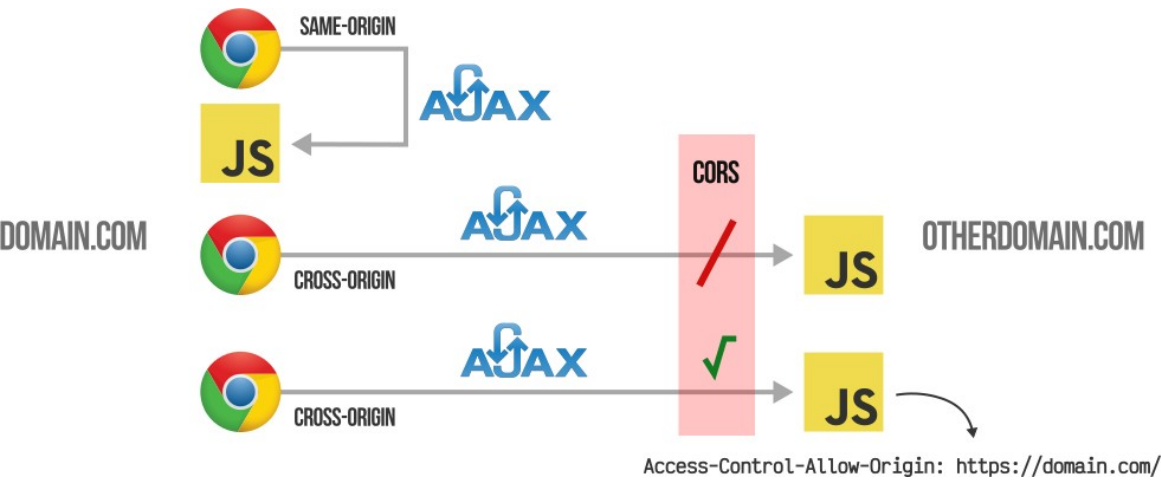 SAME-ORIGIN
AJAX
JS
CORS
DOMAIN.COM
AJAX
OTHERDOMAIN.COM
CROSS-ORIGIN
JS
AJAX
CROSS-ORIGIN
JS
Access-Control-Allow-Origin: https://domain.com/